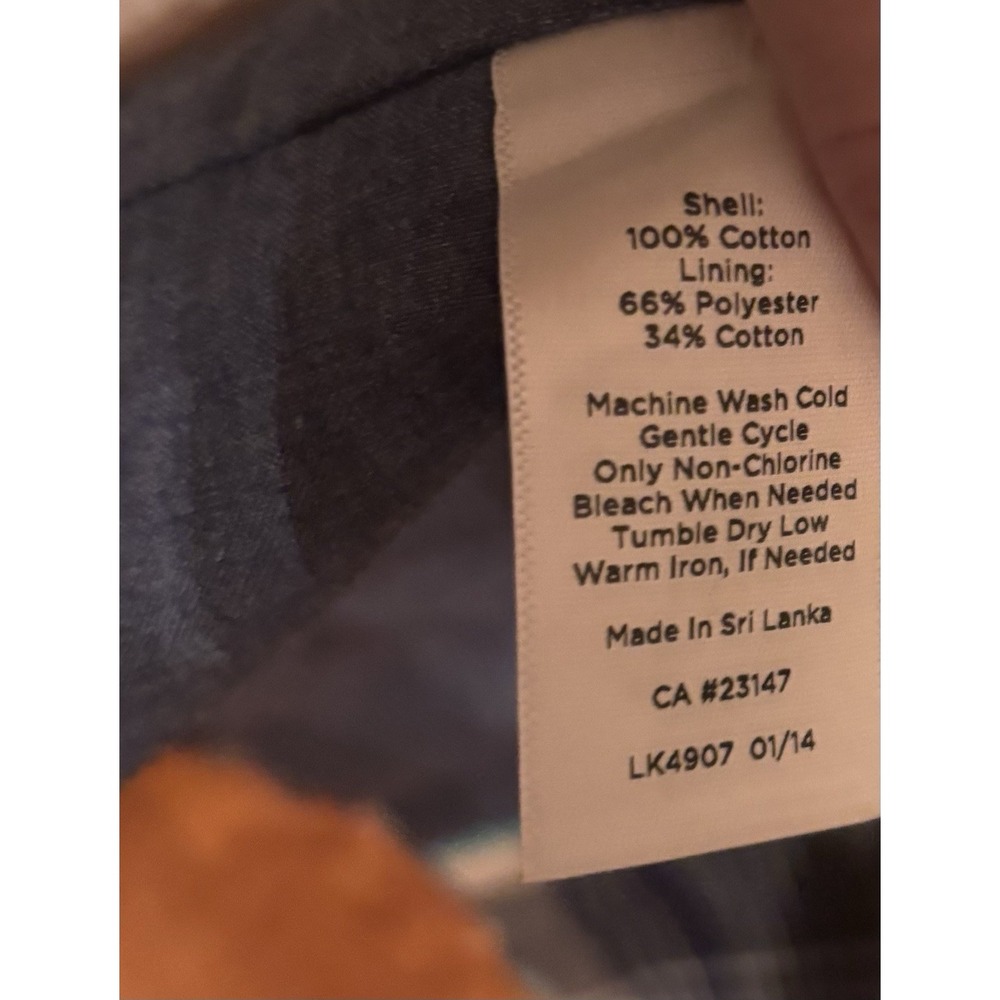 Shell:
100% Cotton
Lining:
66% Polyester
34% Cotton
Machine Wash Cold
Gentle Cycle
Only Non-Chlorine
Bleach When Needed
Tumble Dry Low
Warm Iron, If Needed
Made In Sri Lanka
CA #23147
LK4907 01/14